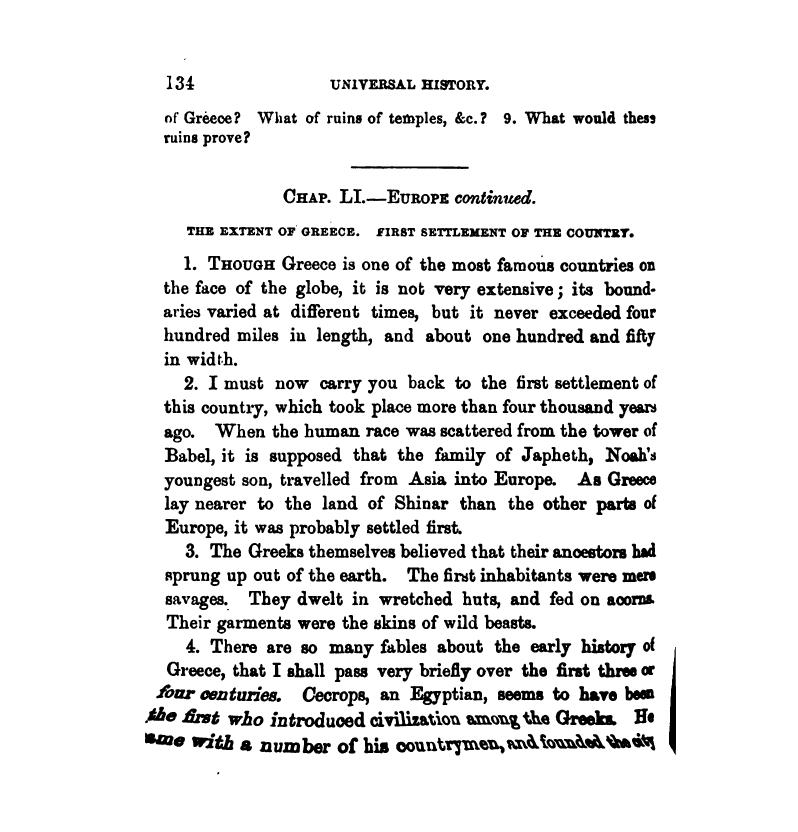 134 UNIVERSAL HISTORY.
of Greece? What of ruins of temples, &c.? 9. What would these
ruins prove?
CHAP. LI.—EUROPE continued.
THE EXTENT OF GREECE. FIRST SETTLEMENT OF THE COUNTRY.
1. THOUGH Greece is one of the most famous countries on
the face of the globe, it is not very extensive; its bound-
aries varied at different times, but it never exceeded four
hundred miles in length, and about one hundred and fifty
in width.
2. I must now carry you back to the first settlement of
this country, which took place more than four thousand years
ago. When the human race was scattered from the tower of
Babel, it is supposed that the family of Japheth, Noah's
youngest son, travelled from Asia into Europe. As Greece
lay nearer to the land of Shinar than the other parts of
Europe, it was probably settled first.
3. The Greeks themselves believed that their ancestors had
sprung up out of the earth. The first inhabitants were mere
savages. They dwelt in wretched huts, and fed on acorns.
Their garments were the skins of wild beasts.
4. There are so many fables about the early history of
Greece, that I shall pass very briefly over the first three or
four centuries. Cecrops, an Egyptian, seems to have been
the first who introduced civilization among the Greeks. He
ame with a number of his countrymen, and founded the city